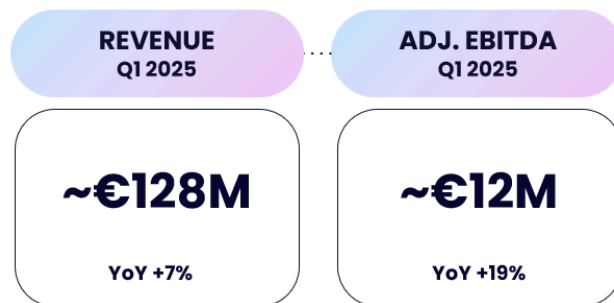 REVENUE
Q1 2025
~€128M
YoY +7%
ADJ. EBITDA
Q1 2025
~€12M
YoY +19%